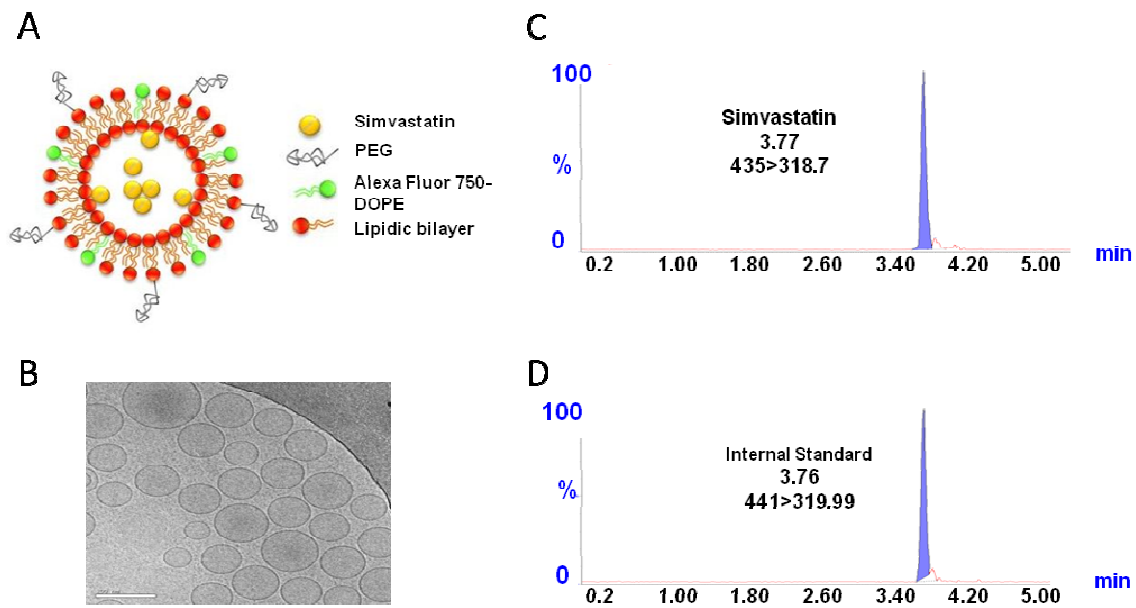 A
Simvastatin
PEG
Alexa Fluor 750-
DOPE
Lipidic bilayer
B
C
100
%
0
Simvastatin
3.77
435>318.7
0.2 1.00 1.80 2.60 3.40 4.20 5.00 min
D
100
%
0
Internal Standard
3.76
441>319.99
0.2 1.00 1.80 2.60 3.40 4.20 5.00 min